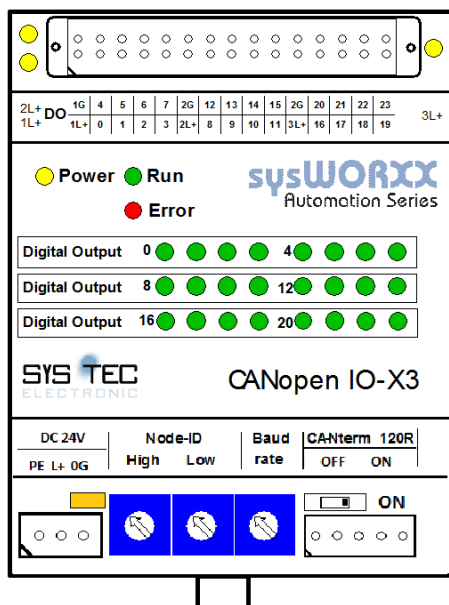 2L+ DO 1G 4 5 6 7 2G 12 13 14 15 2G 20 21 22 23
1L+ 1L+ 0 1 2 3 2L+ 8 9 10 11 3L+ 16 17 18 19 3L+
Power Run
Error
sysWORXX
Automation Series
Digital Output 0 4
Digital Output 8 12
Digital Output 16 20
SYS TEC
ELECTRONIC
CANopen IO-X3
DC 24V Node-ID Baud CANterm 120R
PE L+ 0G High Low rate OFF ON
ON